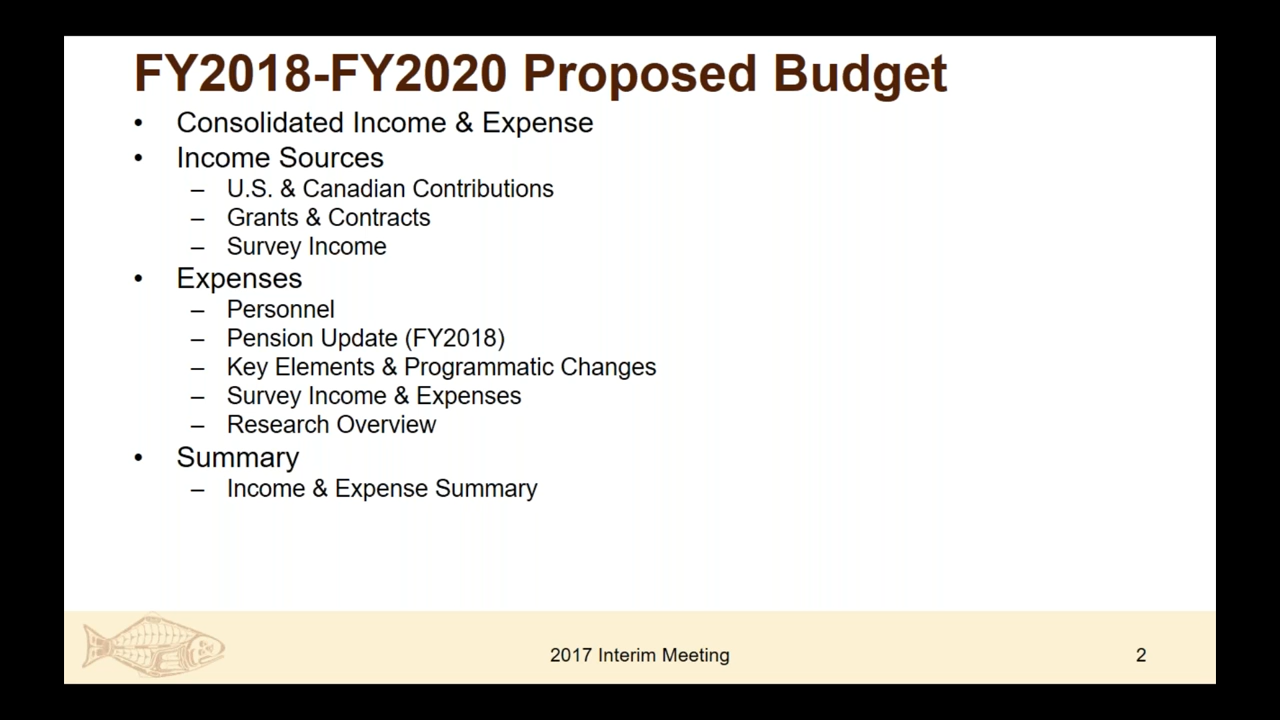 FY2018-FY2020 Proposed Budget
• Consolidated Income & Expense
• Income Sources
– U.S. & Canadian Contributions
– Grants & Contracts
– Survey Income
• Expenses
– Personnel
– Pension Update (FY2018)
– Key Elements & Programmatic Changes
– Survey Income & Expenses
– Research Overview
• Summary
– Income & Expense Summary
2017 Interim Meeting
2